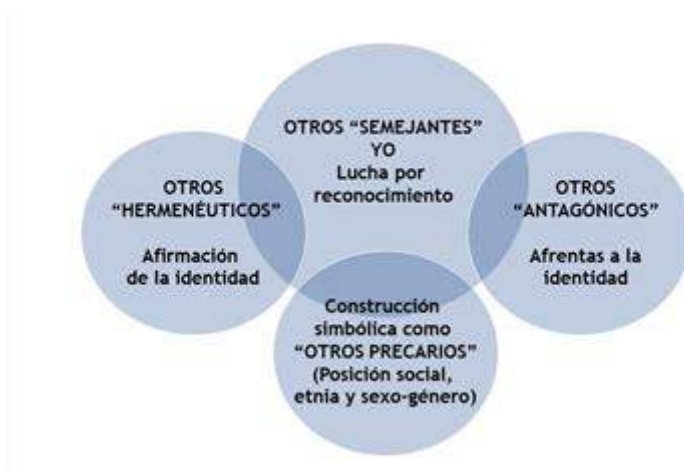 OTROS “SEMEJANTES”
YO
Lucha por
reconocimiento
OTROS
“HERMENÉUTICOS”
Afirmación
de la identidad
OTROS
“ANTAGÓNICOS”
Afrentas a la
identidad
Construcción
simbólica como
“OTROS PRECARIOS”
(Posición social,
etnia y sexo-género)